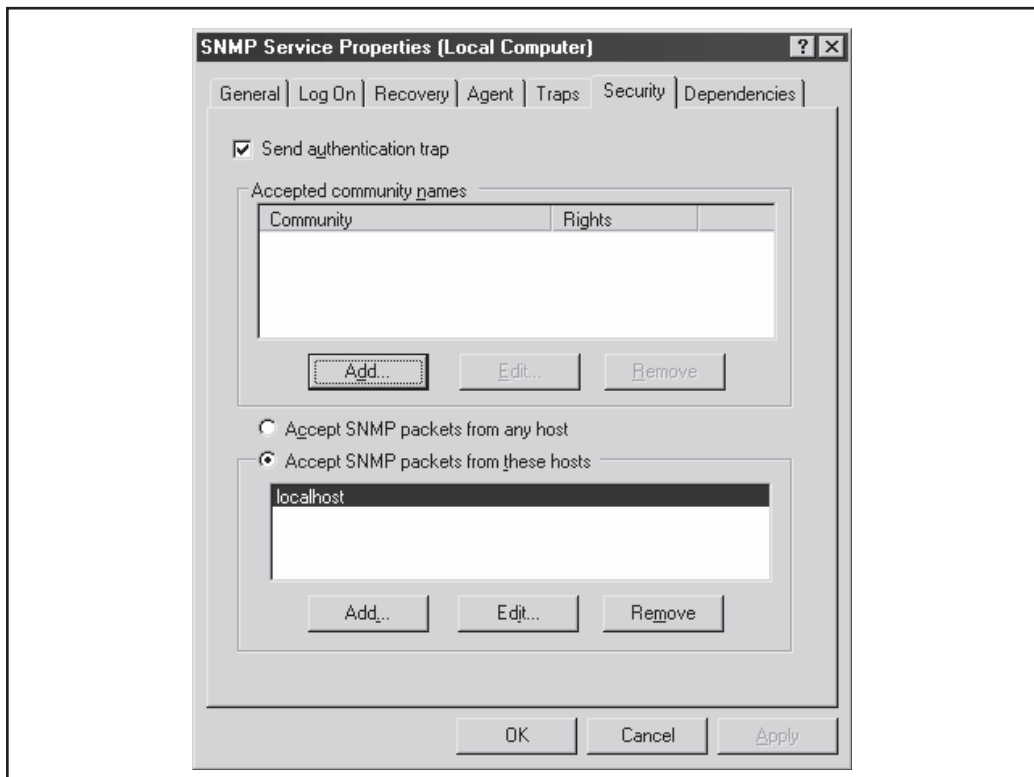 SNMP Service Properties (Local Computer)
General Log On Recovery Agent Traps Security Dependencies
Send authentication trap
Accepted community names
Community Rights
Add... Edit... Remove
Accept SNMP packets from any host
Accept SNMP packets from these hosts
localhost
Add... Edit... Remove
OK Cancel Apply